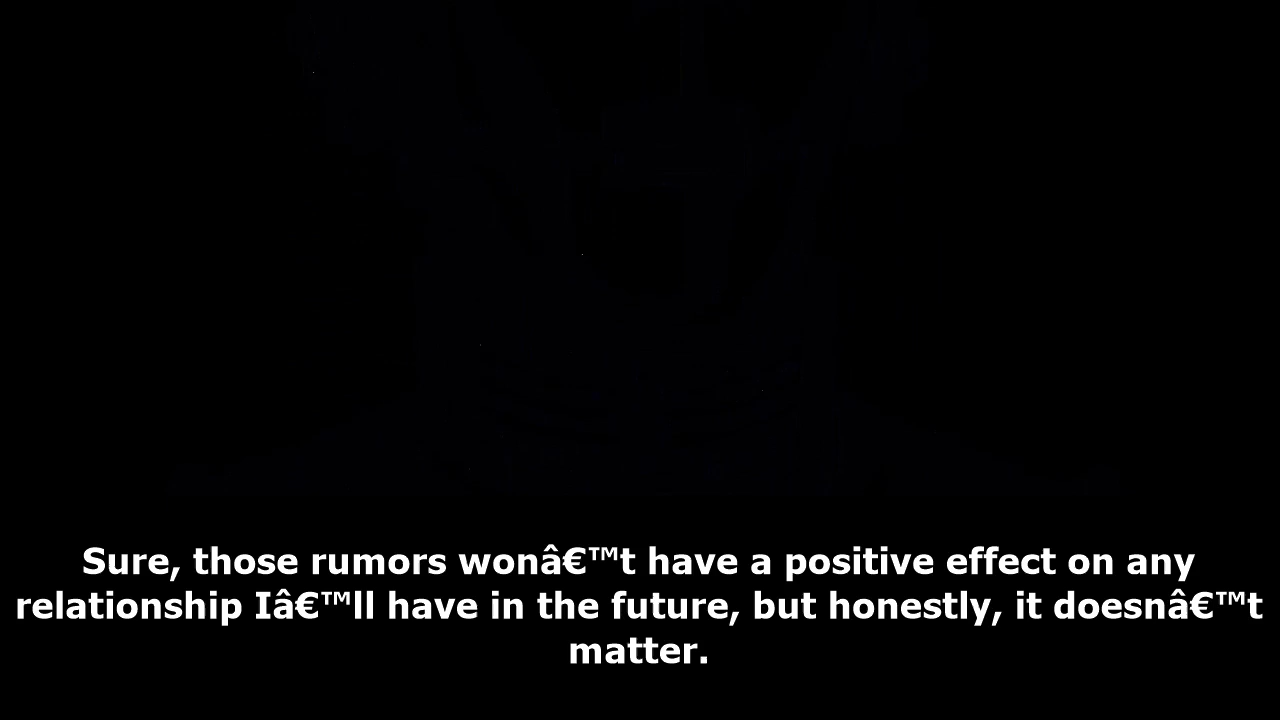 Sure, those rumors wonâ€™t have a positive effect on any
relationship Iâ€™ll have in the future, but honestly, it doesnâ€™t
matter.